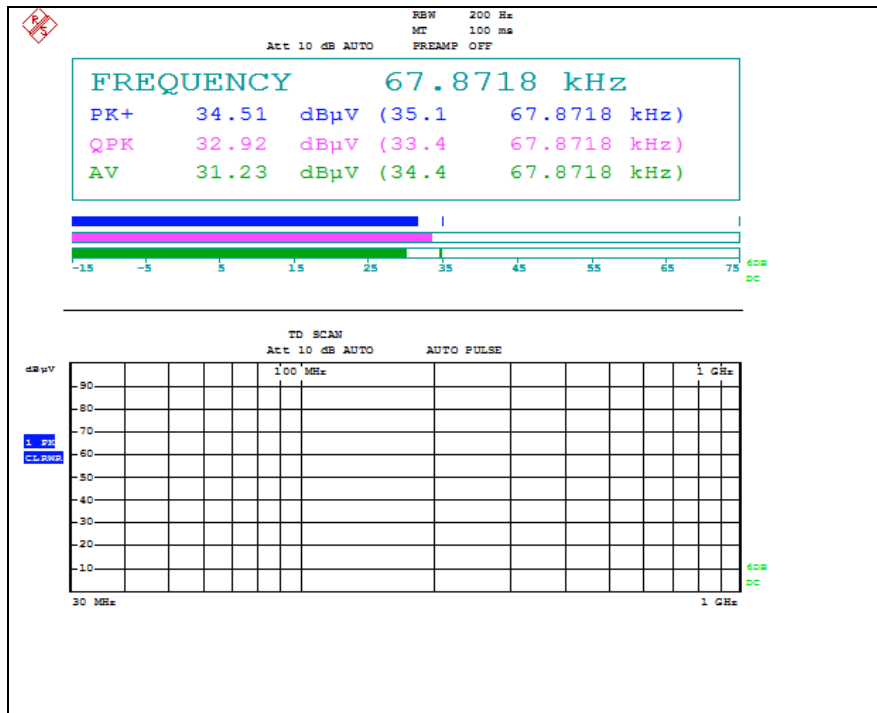 R S
RBW 200 Hz
MT 100 ms
Att 10 dB AUTO PREAMP OFF
FREQUENCY 67.8718 kHz
PK+ 34.51 dBµV (35.1 67.8718 kHz)
QPK 32.92 dBµV (33.4 67.8718 kHz)
AV 31.23 dBµV (34.4 67.8718 kHz)
-15 -5 5 15 25 35 45 55 65 75
6DB
DC
TD SCAN
Att 10 dB AUTO AUTO PULSE
dBµV
100 MHz 1 GHz
90
80
70
1 PK
CLRWR
60
50
40
30
20
10
6DB
DC
30 MHz 1 GHz